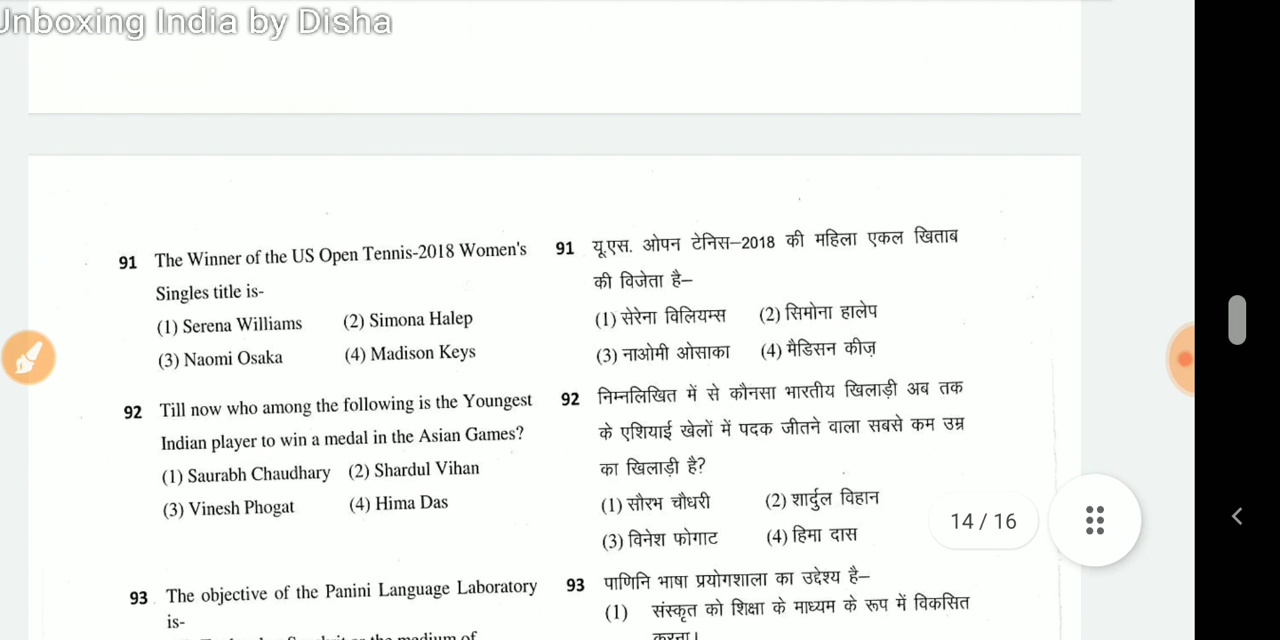 Unboxing India by Disha
91 The Winner of the US Open Tennis-2018 Women's
Singles title is-
(1) Serena Williams (2) Simona Halep
(3) Naomi Osaka (4) Madison Keys
92 Till now who among the following is the Youngest
Indian player to win a medal in the Asian Games?
(1) Saurabh Chaudhary (2) Shardul Vihan
(3) Vinesh Phogat (4) Hima Das
93 The objective of the Panini Language Laboratory
is-
91 यू.एस. ओपन टेनिस–2018 की महिला एकल खिताब
की विजेता है–
(1) सेरेना विलियम्स (2) सिमोना हालेप
(3) नाओमी ओसाका (4) मैडिसन कीज़
92 निम्नलिखित में से कौनसा भारतीय खिलाड़ी अब तक
के एशियाई खेलों में पदक जीतने वाला सबसे कम उम्र
का खिलाड़ी है?
(1) सौरभ चौधरी (2) शार्दुल विहान
(3) विनेश फोगाट (4) हिमा दास
93 पाणिनि भाषा प्रयोगशाला का उद्देश्य है–
(1) संस्कृत को शिक्षा के माध्यम के रूप में विकसित
करना।
14 / 16